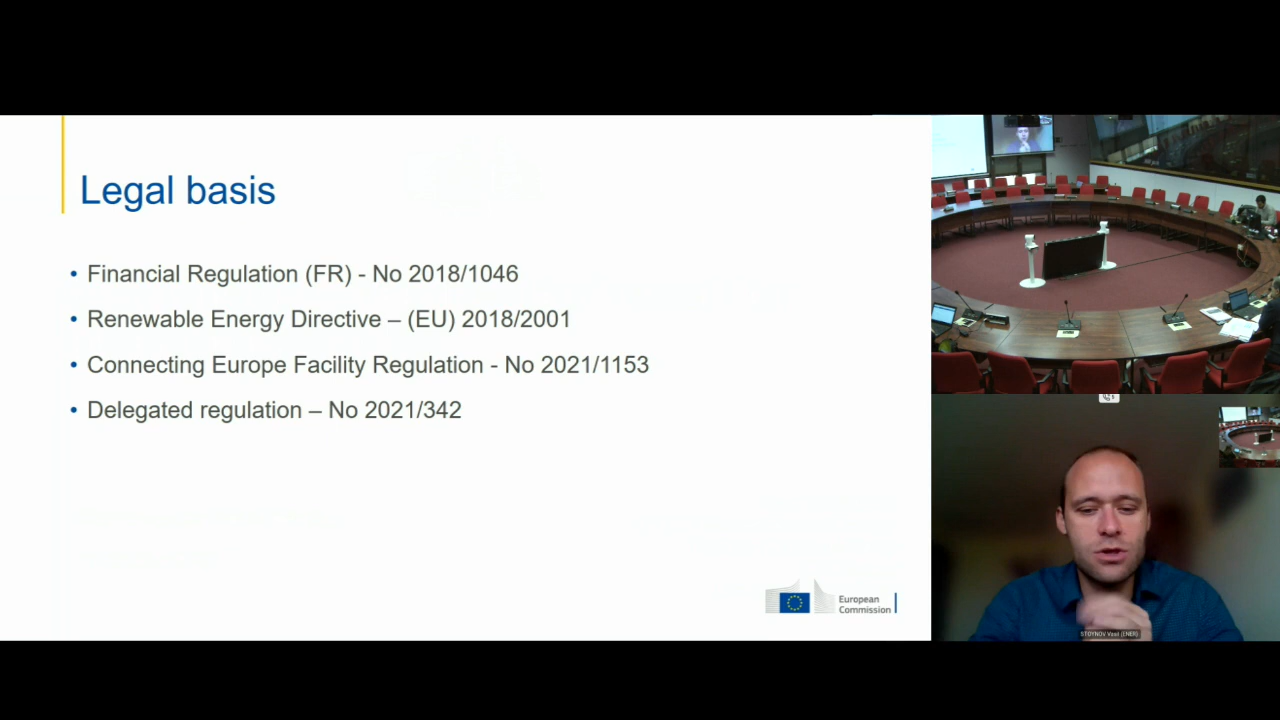 Legal basis
• Financial Regulation (FR) - No 2018/1046
• Renewable Energy Directive – (EU) 2018/2001
• Connecting Europe Facility Regulation - No 2021/1153
• Delegated regulation – No 2021/342
European
Commission
STOYNOV Vasil (ENER)